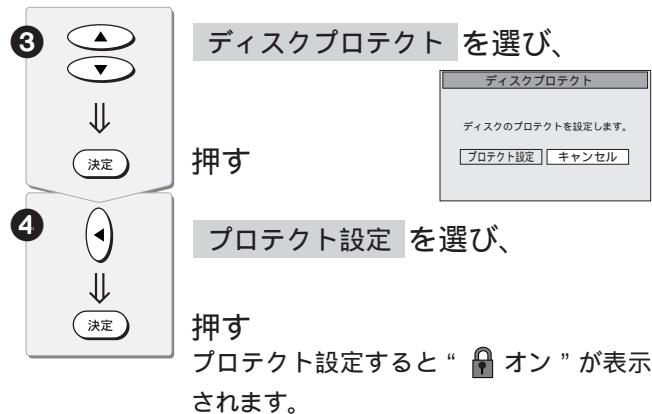 3
ディスクプロテクト を選び、
ディスクプロテクト
ディスクのプロテクトを設定します。
プロテクト設定 キャンセル
決定 押す
4
プロテクト設定 を選び、
決定 押す
プロテクト設定すると“ オン ”が表示
されます。